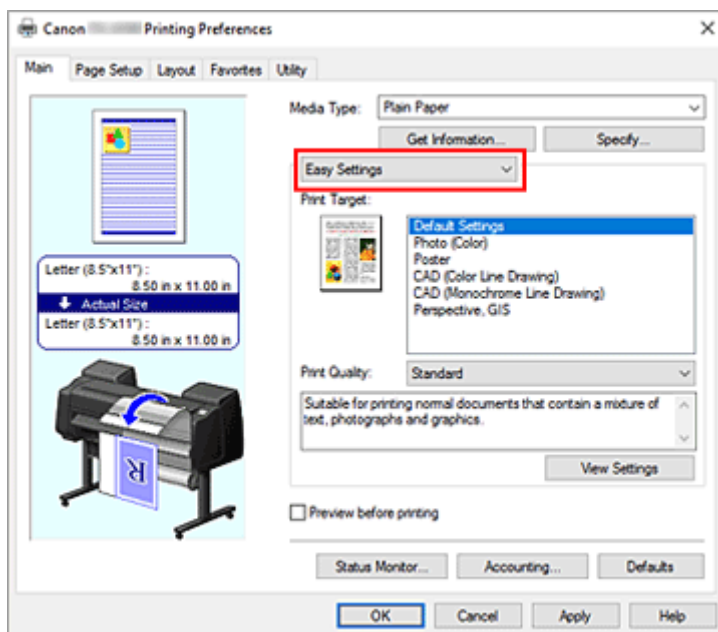 Canon Printing Preferences
Main Page Setup Layout Favorites Utility
Media Type: Plain Paper
Get Information... Specify...
Easy Settings
Print Target:
Default Settings
Photo (Color)
Poster
CAD (Color Line Drawing)
CAD (Monochrome Line Drawing)
Perspective, GIS
Letter (8.5"x11") :
8.50 in x 11.00 in
Actual Size
Letter (8.5"x11") :
8.50 in x 11.00 in
R
Print Quality: Standard
Suitable for printing normal documents that contain a mixture of
text, photographs and graphics.
View Settings
Preview before printing
Status Monitor... Accounting... Defaults
OK Cancel Apply Help